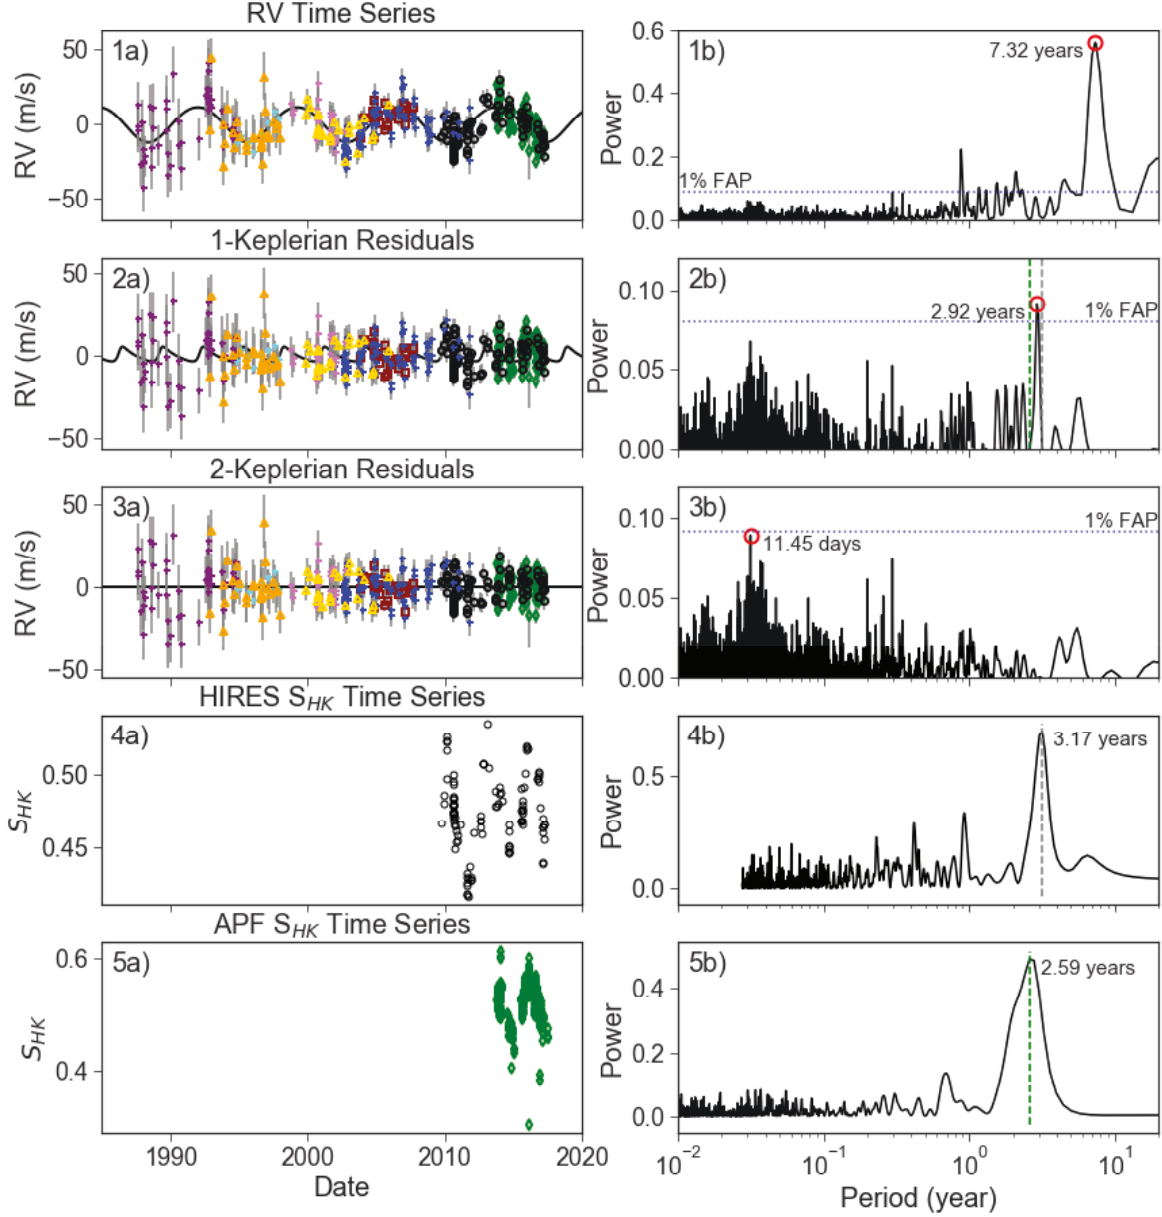 RV Time Series
1a)
50
0
−50
RV (m/s)
1b)
7.32 years
1% FAP
0.6
0.4
0.2
0.0
Power
1-Keplerian Residuals
2a)
50
0
−50
RV (m/s)
2b)
2.92 years
1% FAP
0.10
0.05
0.00
Power
2-Keplerian Residuals
3a)
50
0
−50
RV (m/s)
3b)
1% FAP
11.45 days
0.10
0.05
0.00
Power
HIRES S_HK Time Series
4a)
0.50
0.45
S_HK
4b)
3.17 years
0.5
0.0
Power
APF S_HK Time Series
5a)
0.6
0.4
S_HK
1990 2000 2010 2020
Date
5b)
2.59 years
0.4
0.2
0.0
Power
10^−2 10^−1 10^0 10^1
Period (year)